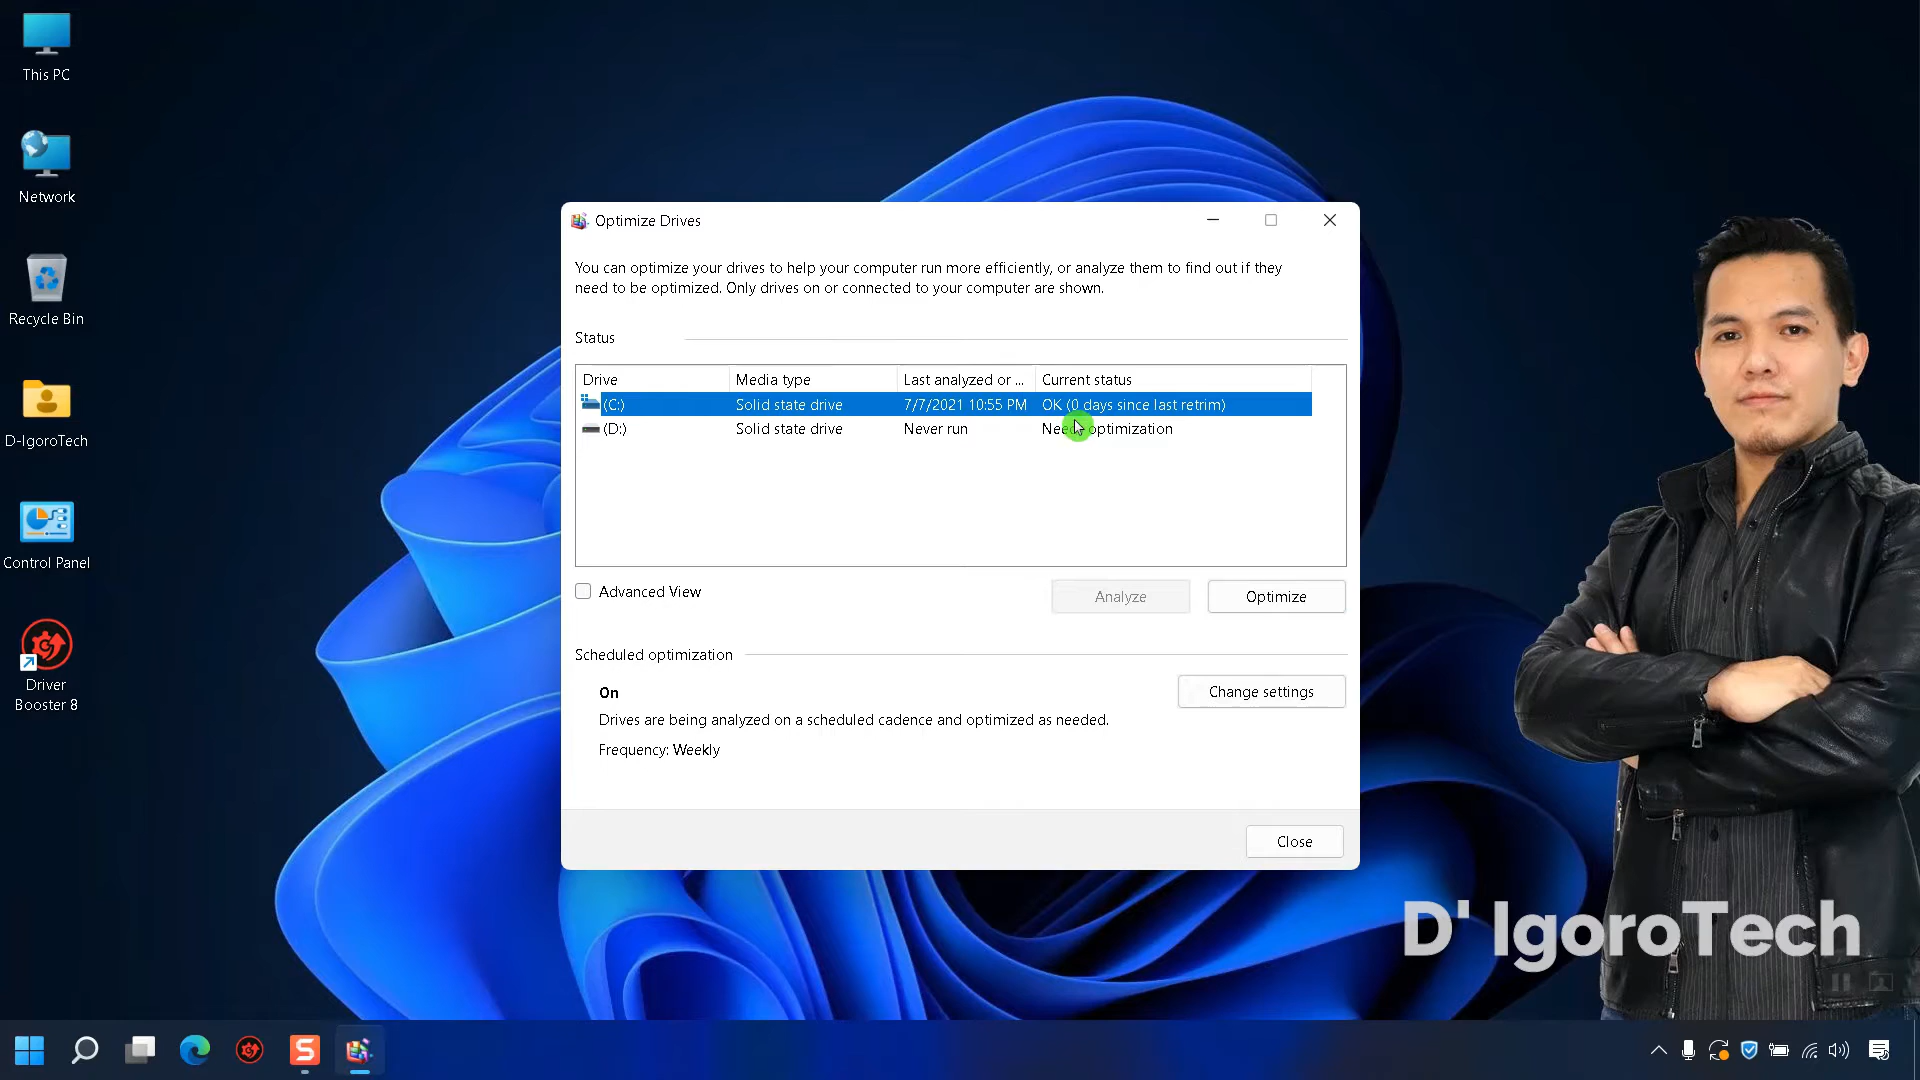 This PC
Network
Recycle Bin
D-IgoroTech
Control Panel
Driver
Booster 8
Optimize Drives
You can optimize your drives to help your computer run more efficiently, or analyze them to find out if they
need to be optimized. Only drives on or connected to your computer are shown.
Status
Drive Media type Last analyzed or ... Current status
(C:) Solid state drive 7/7/2021 10:55 PM OK (0 days since last retrim)
(D:) Solid state drive Never run optimization
Advanced View
Analyze
Optimize
Scheduled optimization
On
Change settings
Drives are being analyzed on a scheduled cadence and optimized as needed.
Frequency: Weekly
Close
D' IgoroTech